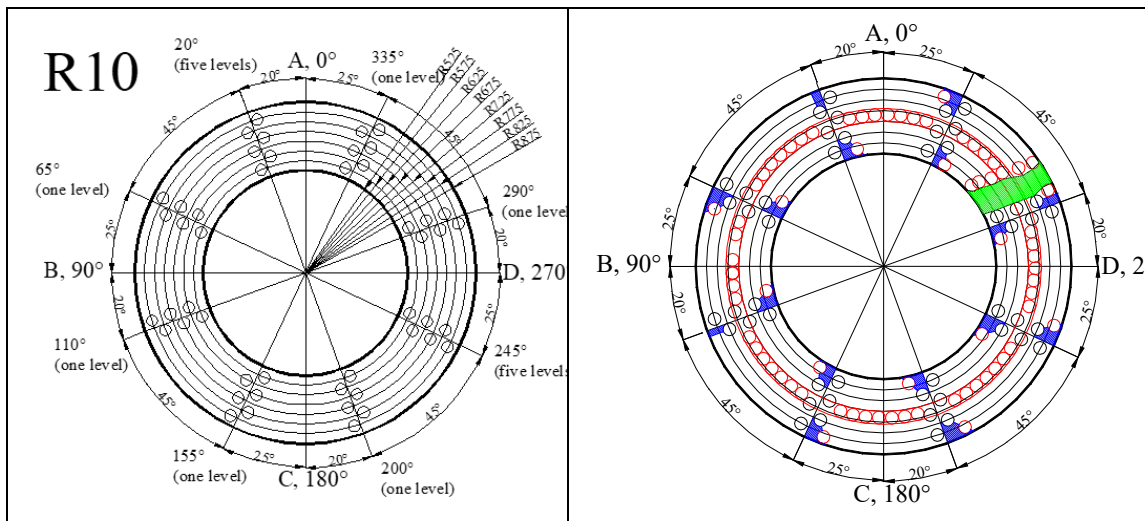 R10
20°
(five levels)
A, 0°
335°
(one level)
20°
25°
R525
R575
R625
R675
R725
R775
R825
R875
45°
45°
65°
(one level)
290°
(one level)
25°
20°
B, 90°
D, 270
20°
25°
110°
(one level)
245°
(five levels
45°
45°
155°
(one level)
25°
20°
200°
(one level)
C, 180°
A, 0°
20°
25°
45°
45°
25°
20°
B, 90°
D, 2
20°
25°
45°
45°
25°
20°
C, 180°